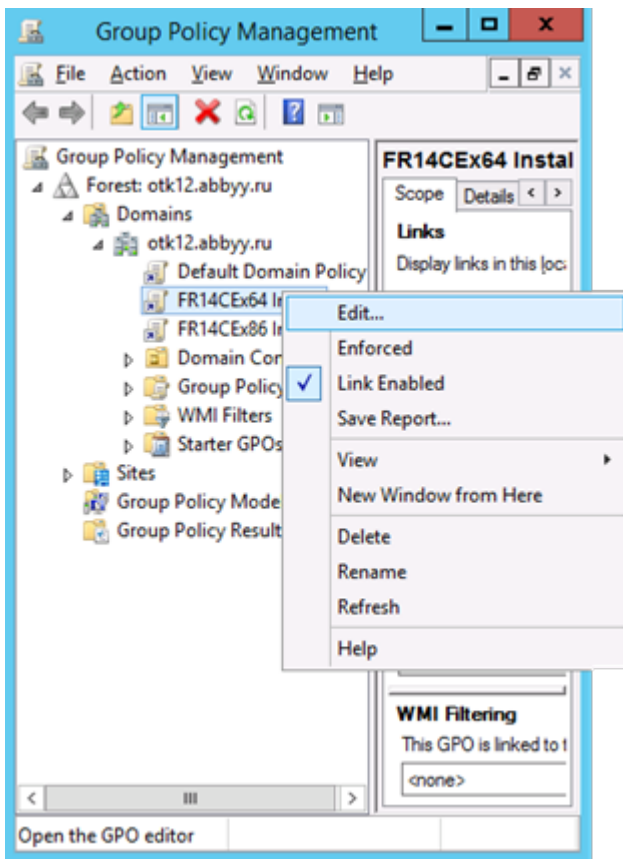 Group Policy Management
File Action View Window Help
Group Policy Management
Forest: otk12.abbyy.ru
Domains
otk12.abbyy.ru
Default Domain Policy
FR14CEx64 In
FR14CEx86 In
Domain Con
Group Policy
WMI Filters
Starter GPOs
Sites
Group Policy Mode
Group Policy Result
FR14CEx64 Instal
Scope Details
Links
Display links in this loc
Edit...
Enforced
Link Enabled
Save Report...
View
New Window from Here
Delete
Rename
Refresh
Help
WMI Filtering
This GPO is linked to t
<none>
Open the GPO editor